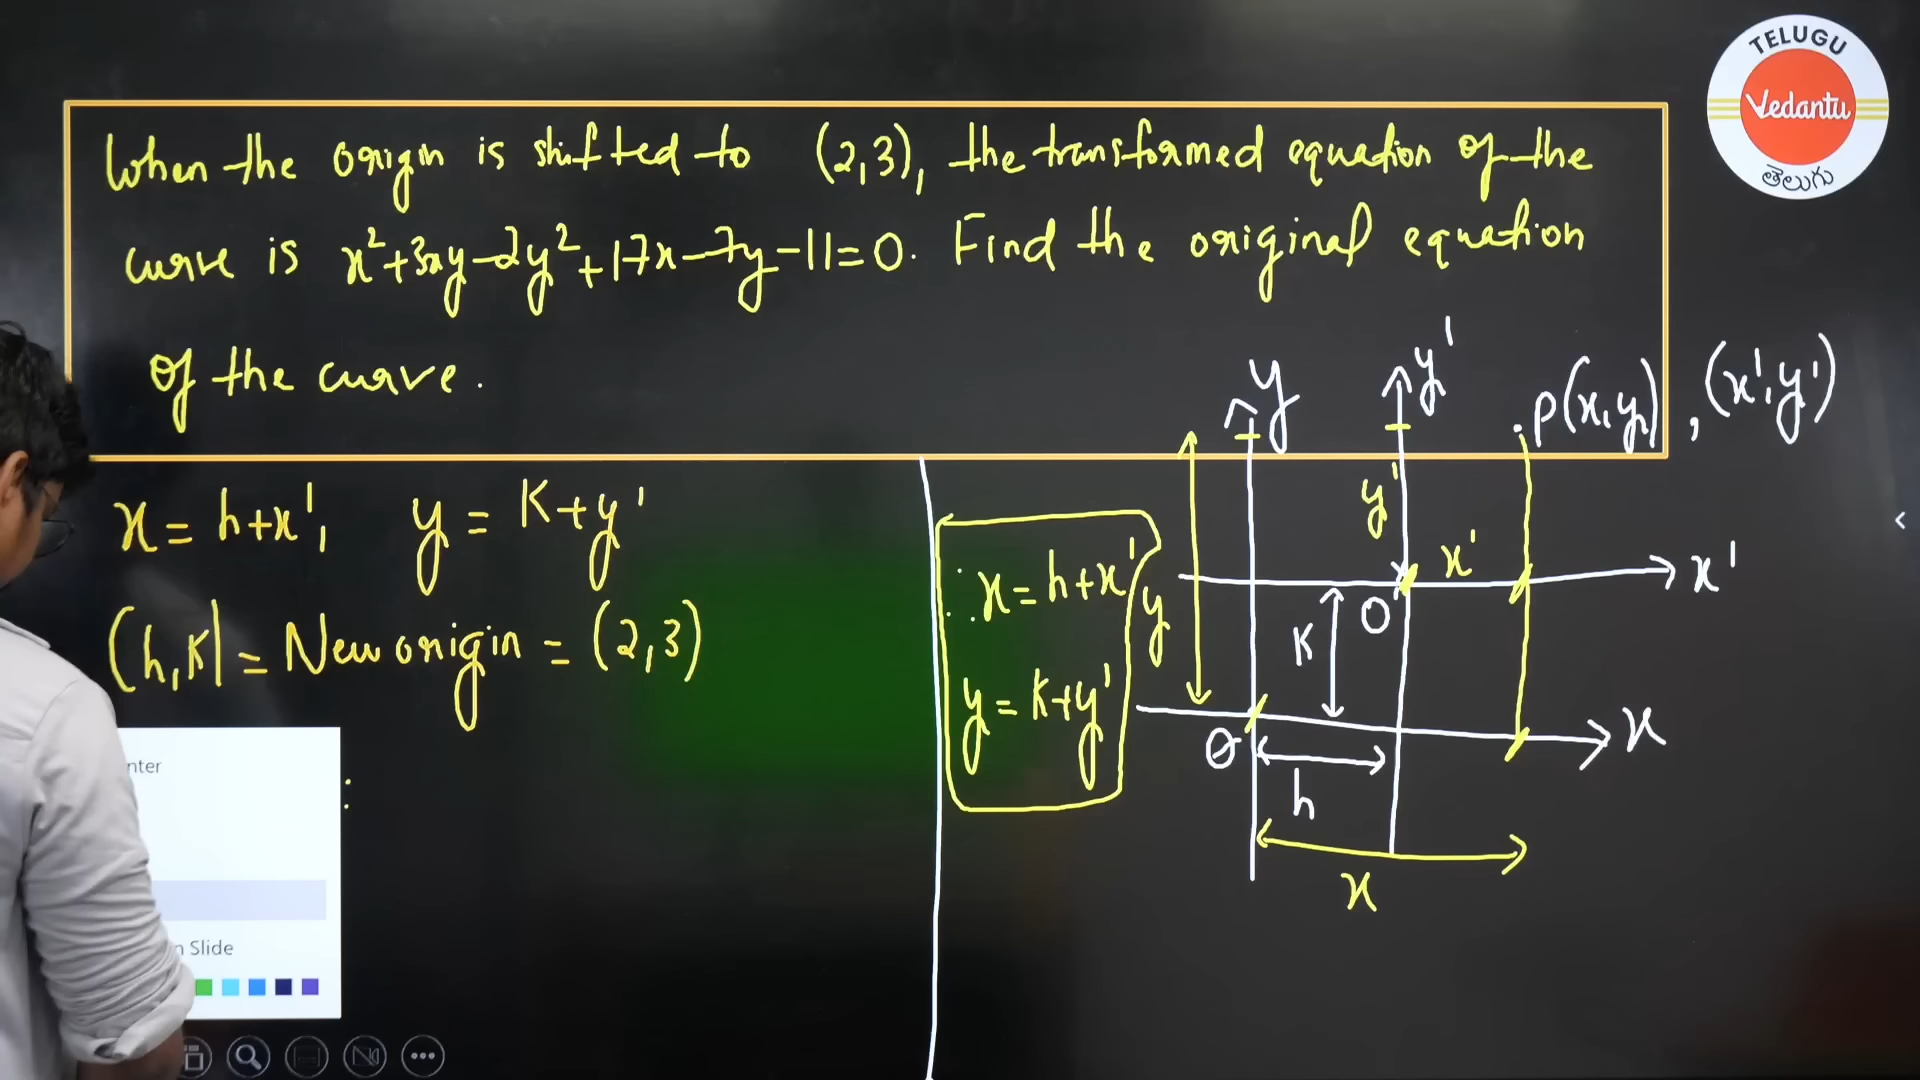 TELUGU
Vedantu
తెలుగు
When the origin is shifted to (2,3), the transformed equation of the
curve is x²+3xy-2y²+17x-7y-11=0. Find the original equation
of the curve.
x = h+x', y = K+y'
(h,K) = New origin = (2,3)
∴ x = h+x'
y = K+y'
y
y'
P(x,y), (x',y')
y'
x'
x'
y
K
O'
O
x
h
x
n Slide